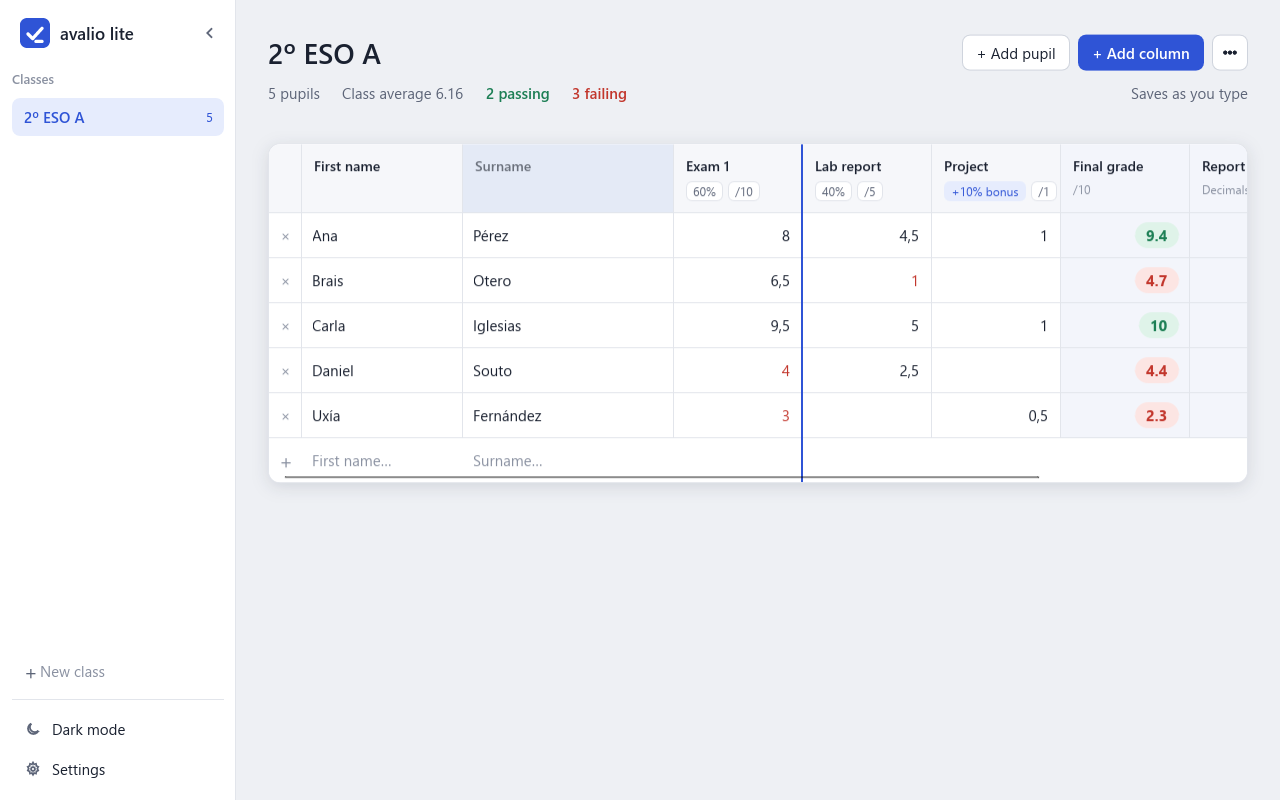 avalio lite
Classes
2º ESO A 5
+ New class
Dark mode
Settings
2º ESO A
+ Add pupil
+ Add column
•••
5 pupils Class average 6.16 2 passing 3 failing
Saves as you type
First name Surname Exam 1 Lab report Project Final grade Report
60% /10 40% /5 +10% bonus /1 /10 Decimals
× Ana Pérez 8 4,5 1 9.4
× Brais Otero 6,5 1 4.7
× Carla Iglesias 9,5 5 1 10
× Daniel Souto 4 2,5 4.4
× Uxía Fernández 3 0,5 2.3
+ First name... Surname...